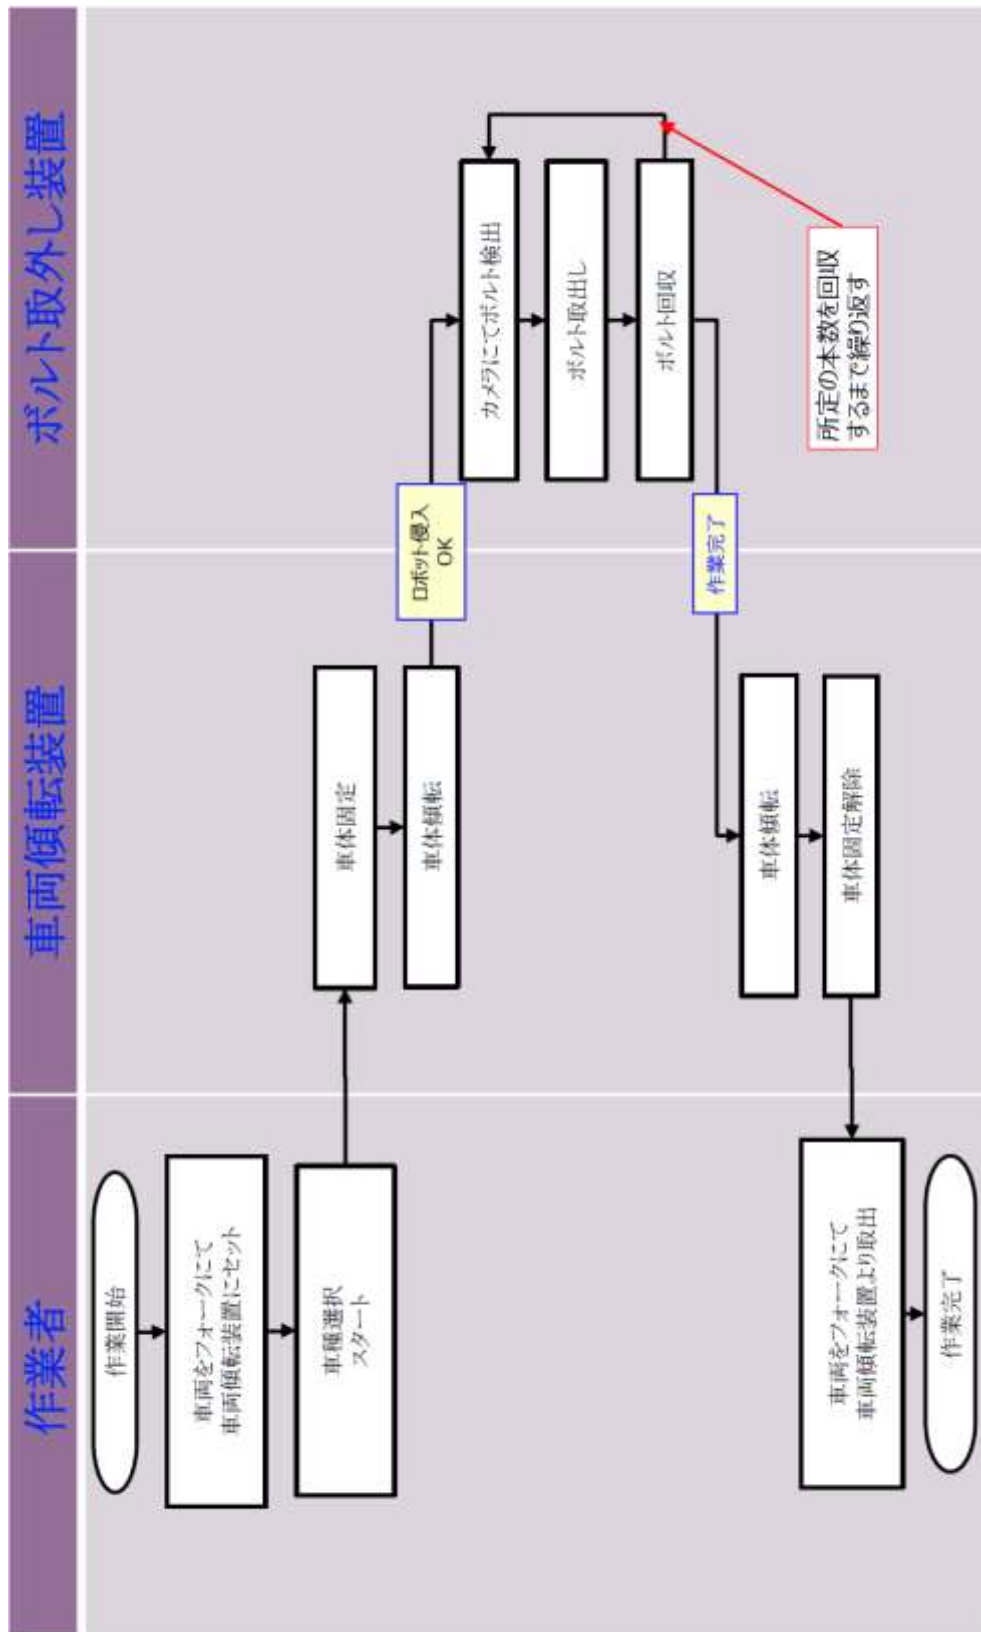 作業者
車両傾転装置
ボルト取外し装置
作業開始
車両をフォークにて
車両傾転装置にセット
車種選択
スタート
車体固定
車体傾転
ロボット侵入
OK
カメラにてボルト検出
ボルト取出し
ボルト回収
所定の本数を回収
するまで繰り返す
作業完了
車体傾転
車体固定解除
車両をフォークにて
車両傾転装置より取出
作業完了